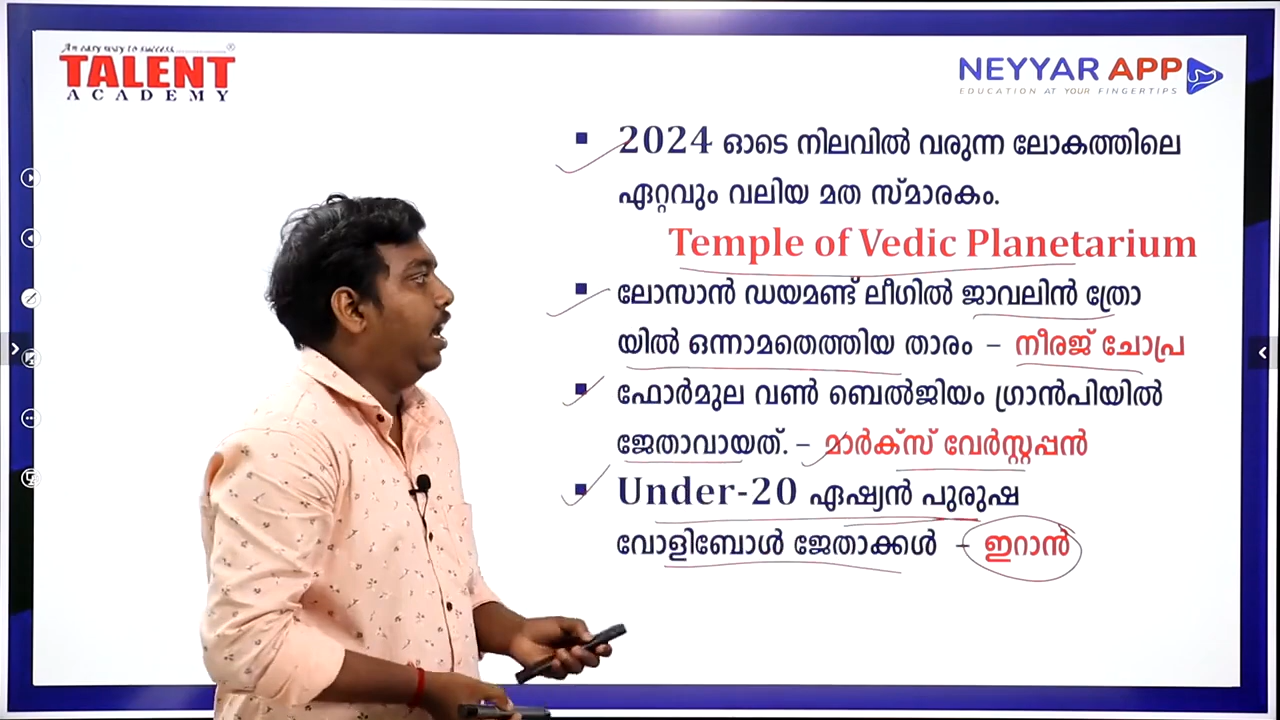 An easy way to success..............®
TALENT
ACADEMY
NEYYAR APP
EDUCATION AT YOUR FINGERTIPS
▪ 2024 ഓടെ നിലവിൽ വരുന്ന ലോകത്തിലെ
ഏറ്റവും വലിയ മത സ്മാരകം.
Temple of Vedic Planetarium
▪ ലോസാൻ ഡയമണ്ട് ലീഗിൽ ജാവലിൻ ത്രോ
യിൽ ഒന്നാമതെത്തിയ താരം – നീരജ് ചോപ്ര
▪ ഫോർമുല വൺ ബെൽജിയം ഗ്രാൻപിയിൽ
ജേതാവായത്. – മാർക്സ് വേർസ്റ്റപ്പൻ
▪ Under-20 ഏഷ്യൻ പുരുഷ
വോളിബോൾ ജേതാക്കൾ – ഇറാൻ